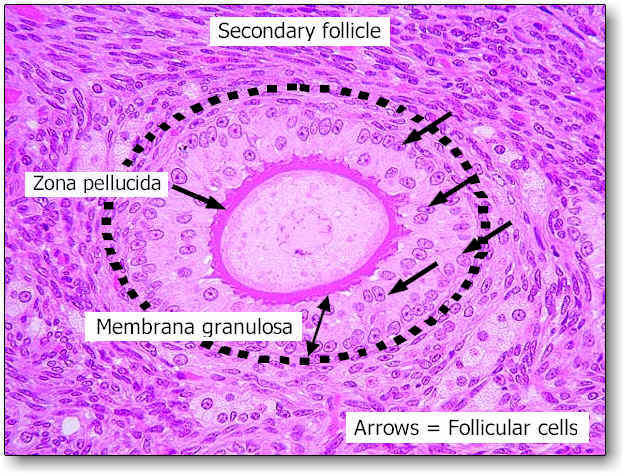 Secondary follicle
Zona pellucida
Membrana granulosa
Arrows = Follicular cells